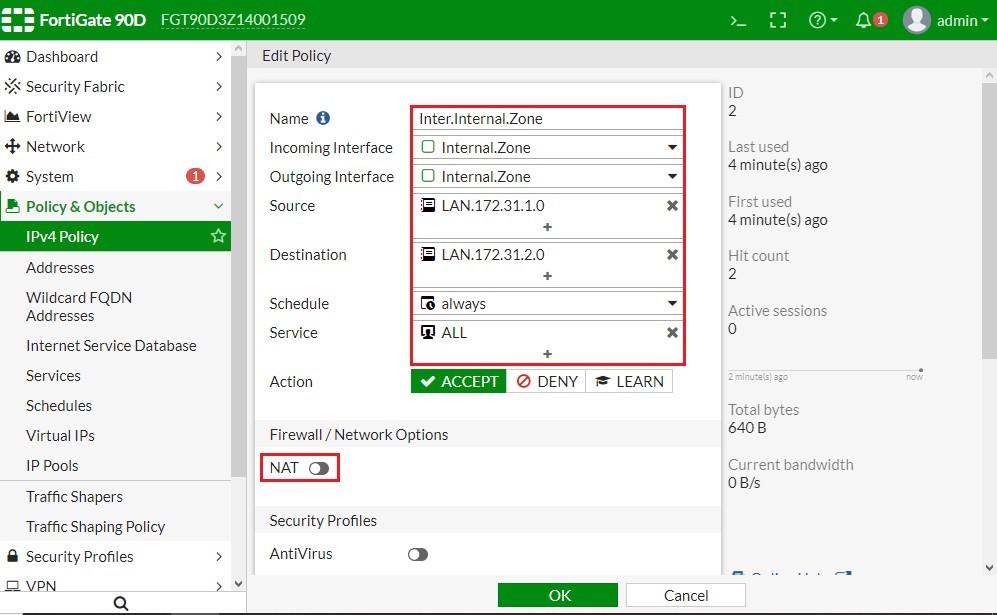 FortiGate 90D FGT90D3Z14001509
1 admin
Dashboard
Security Fabric
FortiView
Network
System 1
Policy & Objects
IPv4 Policy
Addresses
Wildcard FQDN
Addresses
Internet Service Database
Services
Schedules
Virtual IPs
IP Pools
Traffic Shapers
Traffic Shaping Policy
Security Profiles
VPN
Edit Policy
Name Inter.Internal.Zone
Incoming Interface Internal.Zone
Outgoing Interface Internal.Zone
Source LAN.172.31.1.0
+
Destination LAN.172.31.2.0
+
Schedule always
Service ALL
+
Action ACCEPT DENY LEARN
Firewall / Network Options
NAT
Security Profiles
AntiVirus
OK Cancel
ID
2
Last used
4 minute(s) ago
First used
4 minute(s) ago
Hit count
2
Active sessions
0
2 minute(s) ago now
Total bytes
640 B
Current bandwidth
0 B/s